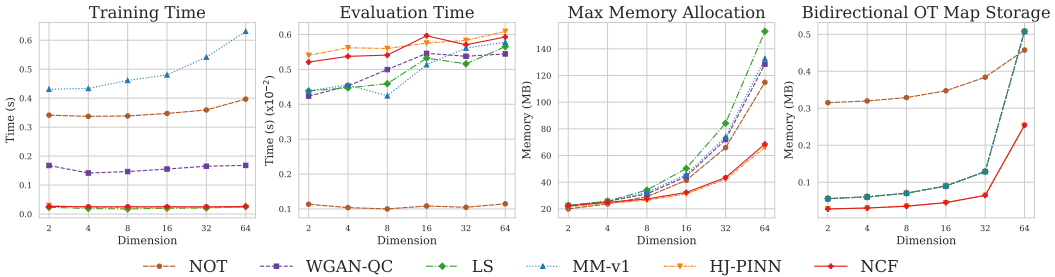 Training Time
Time (s)
0.6
0.5
0.4
0.3
0.2
0.1
0.0
2 4 8 16 32 64
Dimension
Evaluation Time
Time (s) (x10⁻²)
0.6
0.5
0.4
0.3
0.2
0.1
2 4 8 16 32 64
Dimension
Max Memory Allocation
Memory (MB)
140
120
100
80
60
40
20
2 4 8 16 32 64
Dimension
Bidirectional OT Map Storage
Memory (MB)
0.5
0.4
0.3
0.2
0.1
2 4 8 16 32 64
Dimension
NOT WGAN-QC LS MM-v1 HJ-PINN NCF